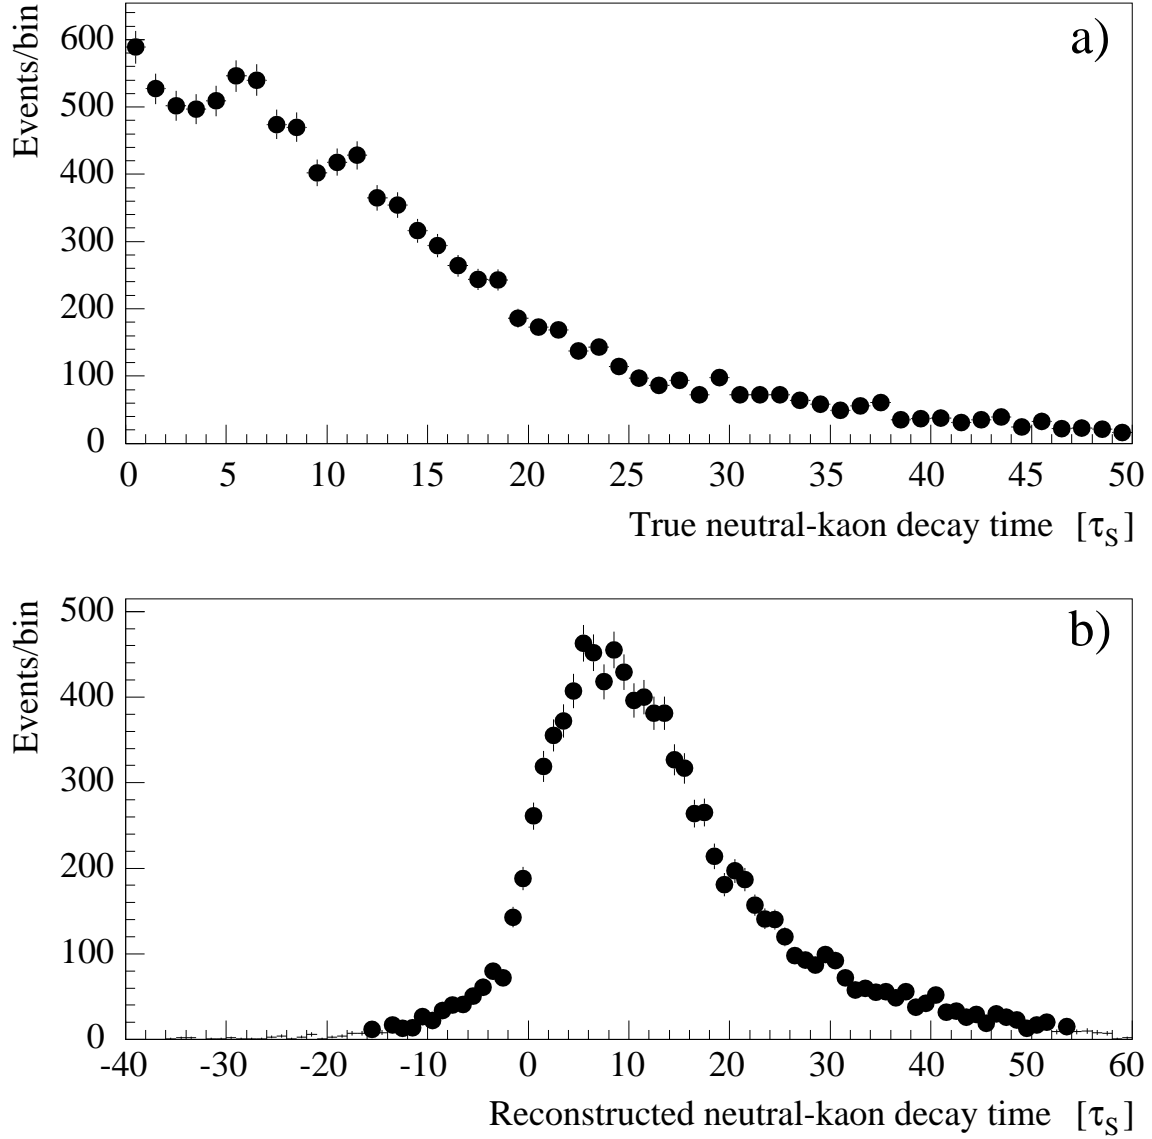 a)
Events/bin
600
500
400
300
200
100
0
0 5 10 15 20 25 30 35 40 45 50
True neutral-kaon decay time [τS]
b)
Events/bin
500
400
300
200
100
0
-40 -30 -20 -10 0 10 20 30 40 50 60
Reconstructed neutral-kaon decay time [τS]